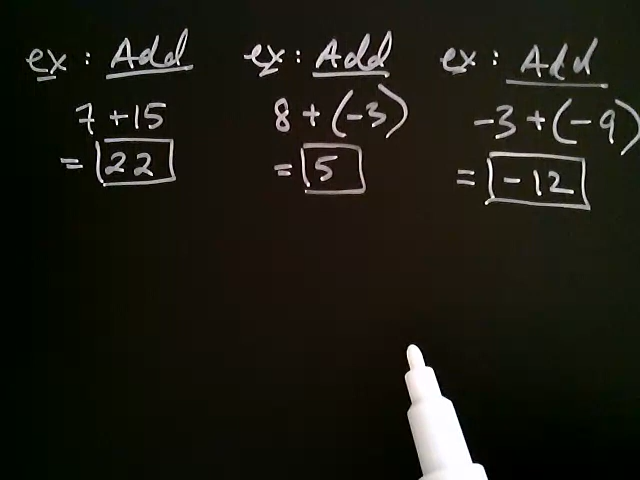 ex: Add
7+15
= 22
ex: Add
8+(-3)
= 5
ex: Add
-3+(-9)
= -12